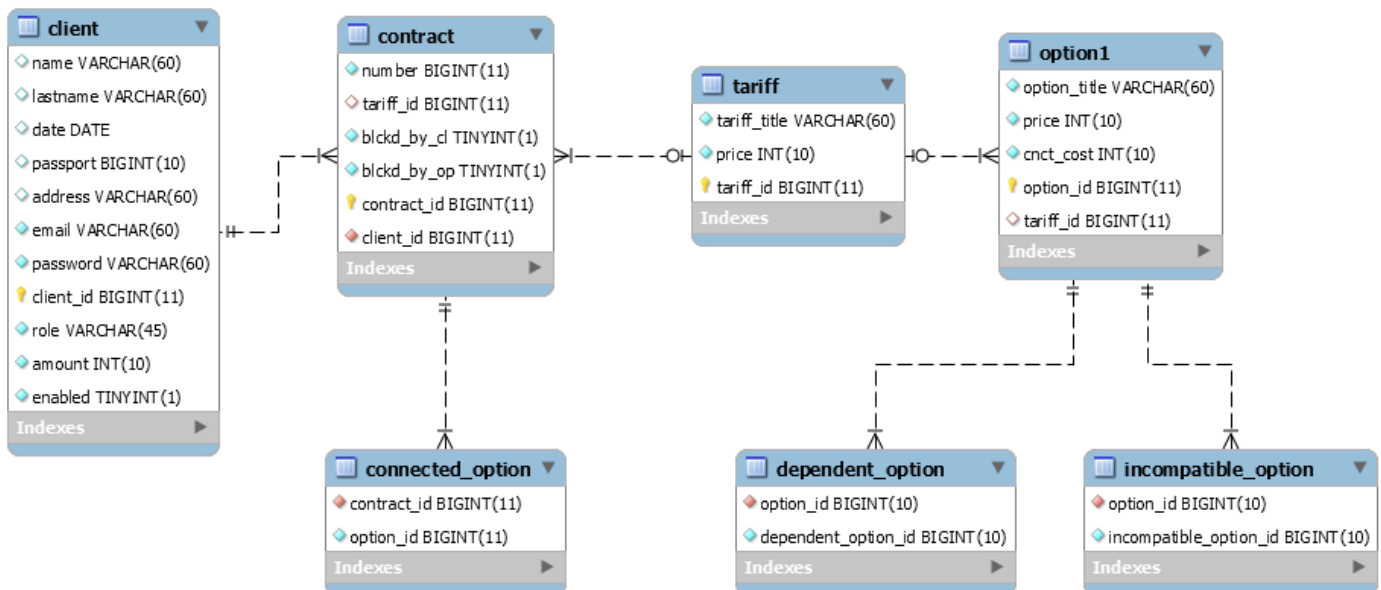 client
name VARCHAR(60)
lastname VARCHAR(60)
date DATE
passport BIGINT(10)
address VARCHAR(60)
email VARCHAR(60)
password VARCHAR(60)
client_id BIGINT(11)
role VARCHAR(45)
amount INT(10)
enabled TINYINT(1)
Indexes
contract
number BIGINT(11)
tariff_id BIGINT(11)
blckd_by_cl TINYINT(1)
blckd_by_op TINYINT(1)
contract_id BIGINT(11)
client_id BIGINT(11)
Indexes
tariff
tariff_title VARCHAR(60)
price INT(10)
tariff_id BIGINT(11)
Indexes
option1
option_title VARCHAR(60)
price INT(10)
cnct_cost INT(10)
option_id BIGINT(11)
tariff_id BIGINT(11)
Indexes
connected_option
contract_id BIGINT(11)
option_id BIGINT(11)
Indexes
dependent_option
option_id BIGINT(10)
dependent_option_id BIGINT(10)
Indexes
incompatible_option
option_id BIGINT(10)
incompatible_option_id BIGINT(10)
Indexes